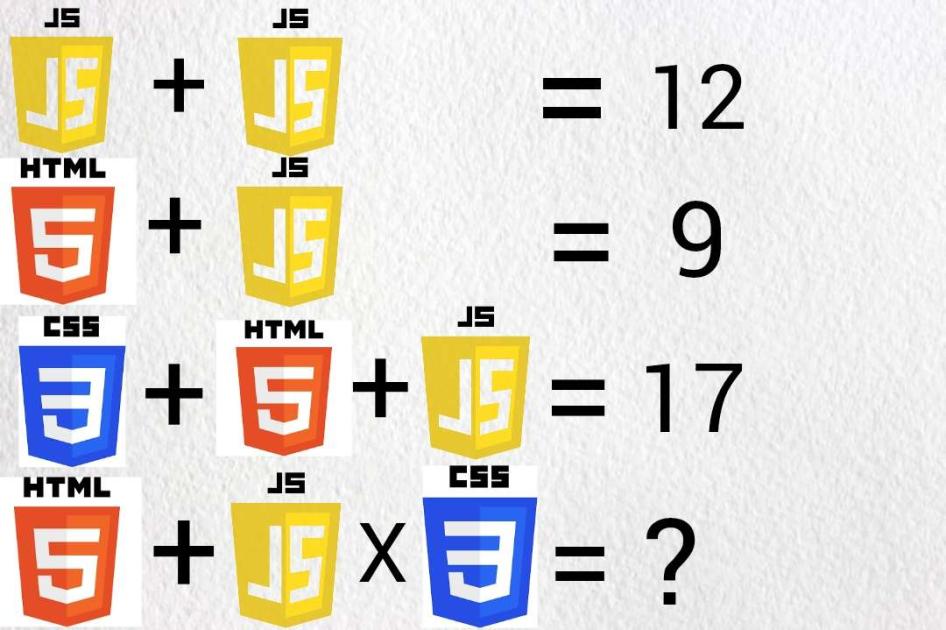 JS JS
JS + JS = 12
HTML JS
5 + JS = 9
CSS HTML JS
3 + 5 + JS = 17
HTML JS CSS
5 + JS X 3 = ?